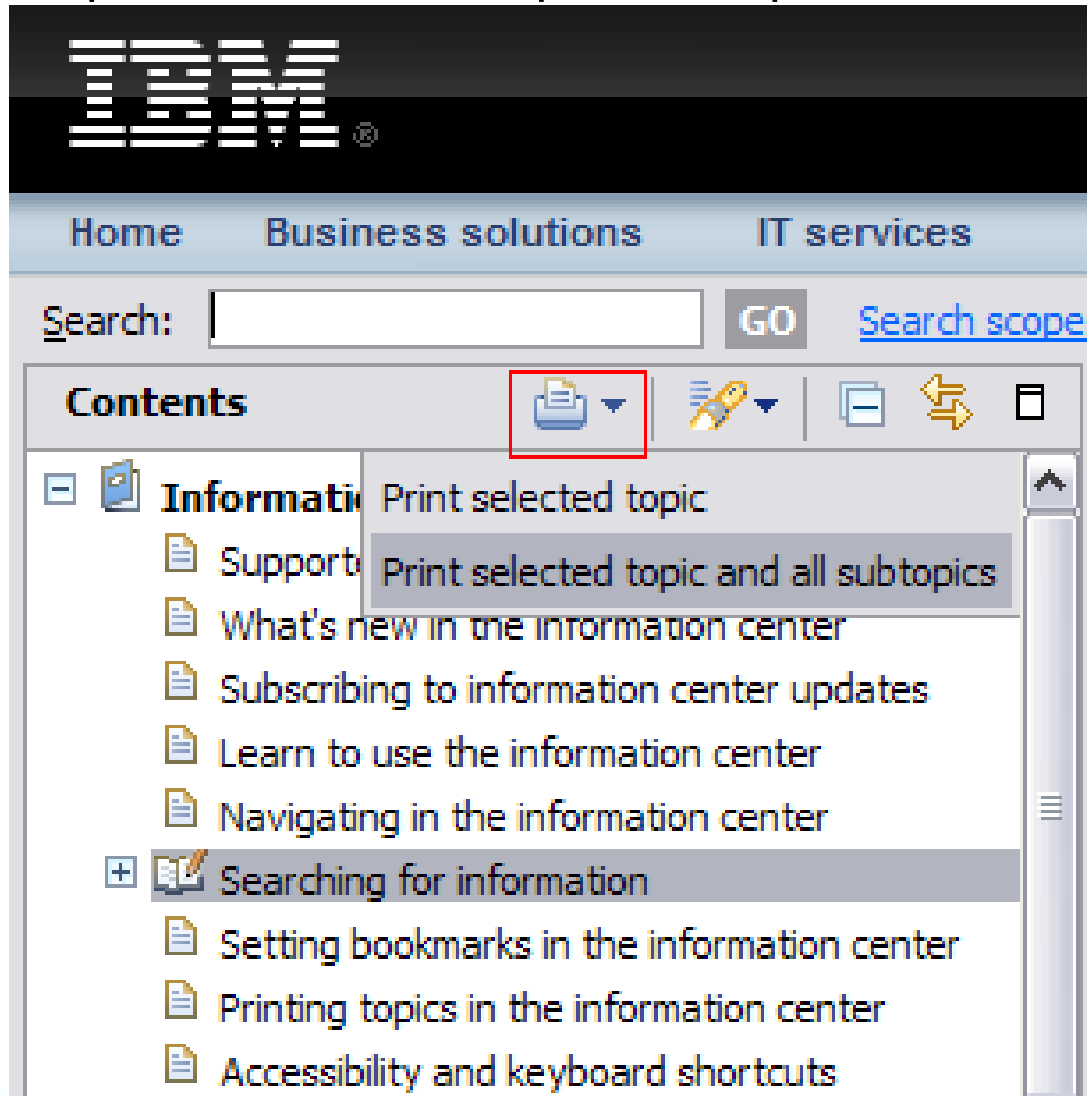 IBM®
Home Business solutions IT services
Search: GO Search scope
Contents
Print selected topic
Print selected topic and all subtopics
What's new in the information center
Subscribing to information center updates
Learn to use the information center
Navigating in the information center
Searching for information
Setting bookmarks in the information center
Printing topics in the information center
Accessibility and keyboard shortcuts